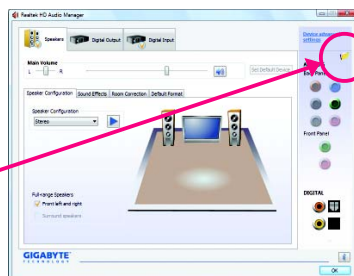 Realtek HD Audio Manager
Speakers
Digital Output
Digital Input
Device advanced settings
Main Volume
L
R
Set Default Device
Speaker Configuration
Sound Effects
Room Correction
Default Format
Speaker Configuration
Stereo
Full-range Speakers
Front left and right
Surround speakers
Front Panel
DIGITAL
GIGABYTE
TECHNOLOGY
OK